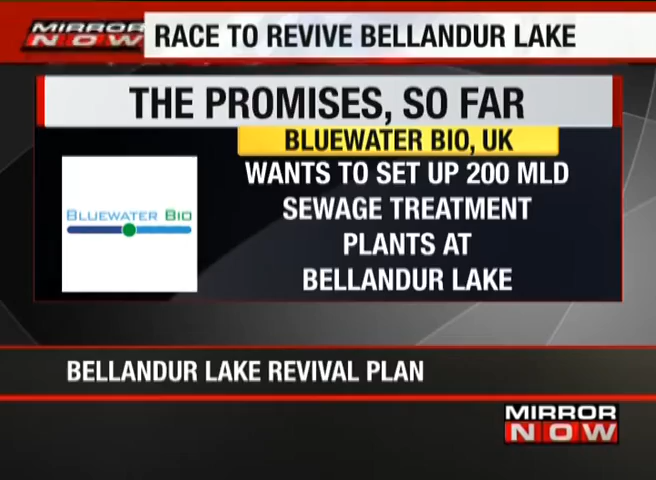 MIRROR
NOW
RACE TO REVIVE BELLANDUR LAKE
THE PROMISES, SO FAR
BLUEWATER BIO, UK
BLUEWATER BIO
WANTS TO SET UP 200 MLD
SEWAGE TREATMENT
PLANTS AT
BELLANDUR LAKE
BELLANDUR LAKE REVIVAL PLAN
MIRROR
NOW